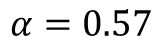 α = 0.57